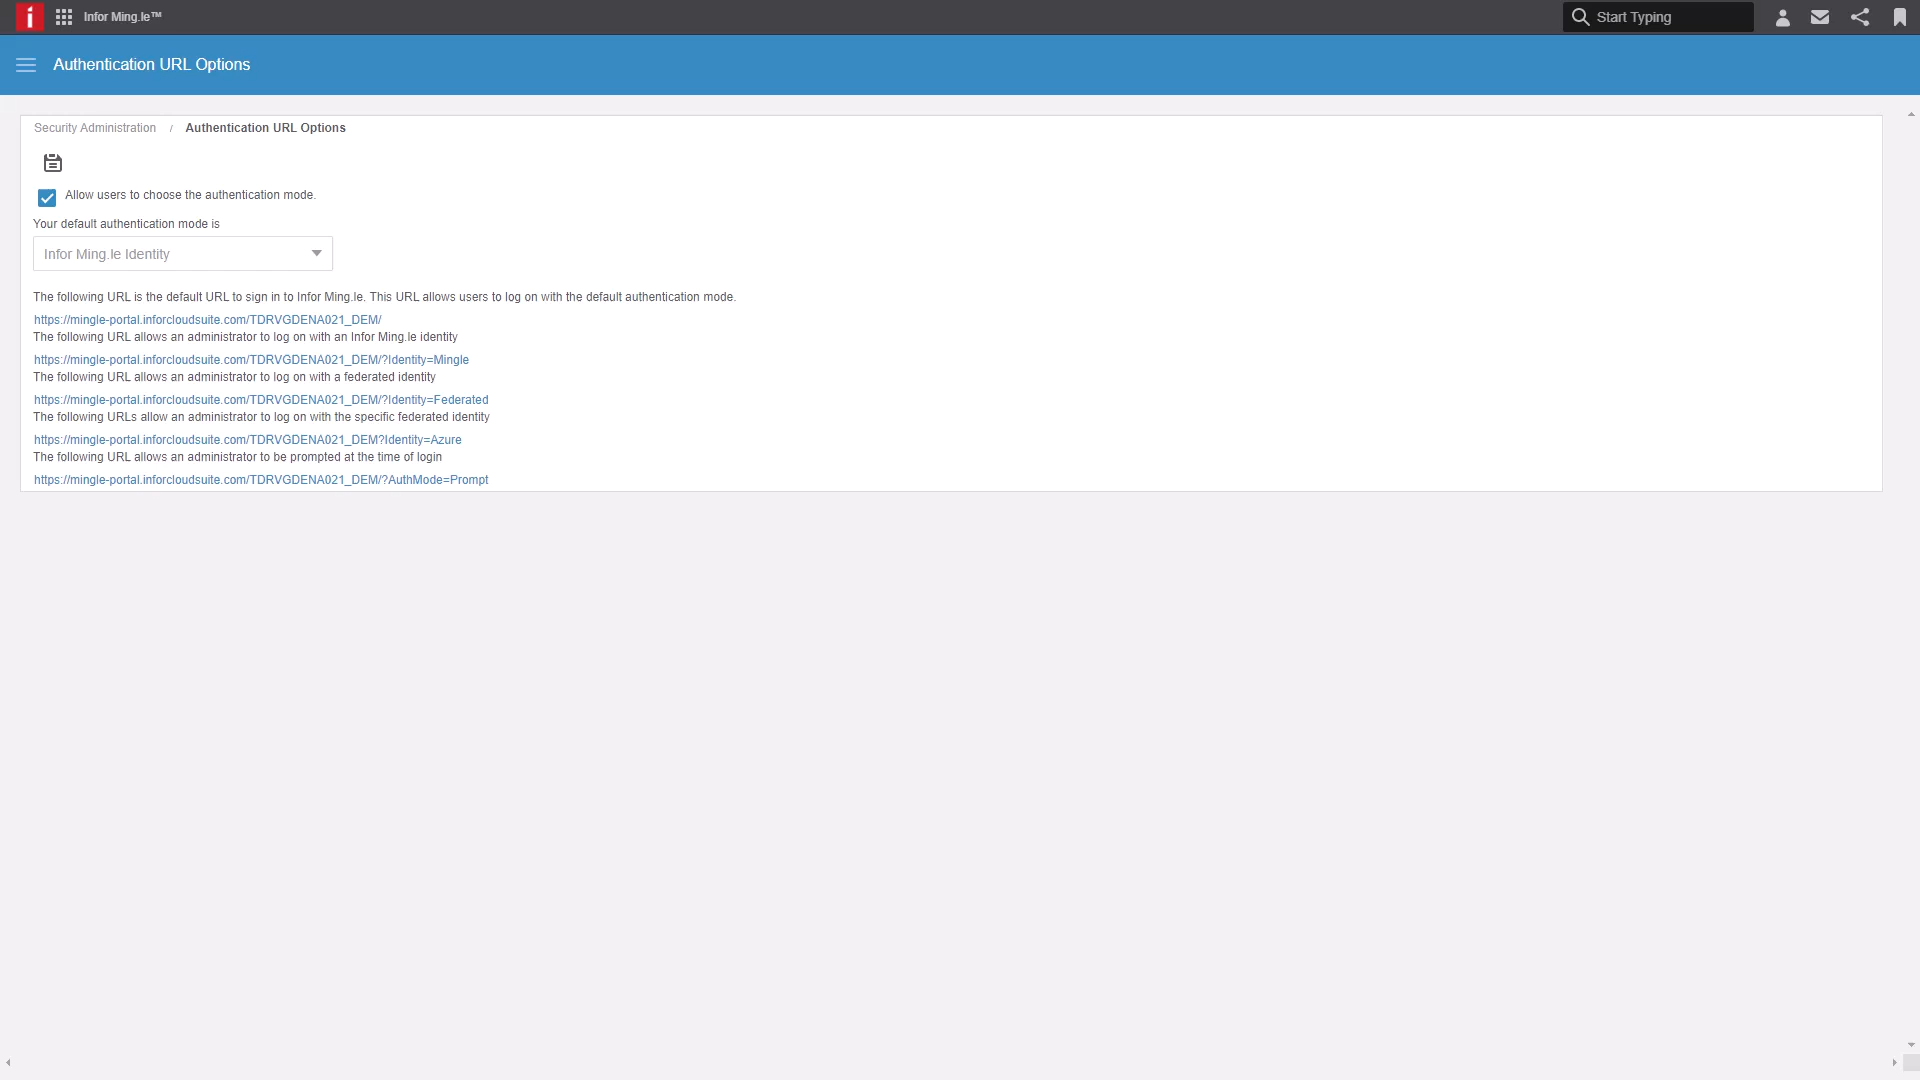 Infor Ming.le™
Start Typing
Authentication URL Options
Security Administration / Authentication URL Options
Allow users to choose the authentication mode.
Your default authentication mode is
Infor Ming.le Identity
The following URL is the default URL to sign in to Infor Ming.le. This URL allows users to log on with the default authentication mode.
https://mingle-portal.inforcloudsuite.com/TDRVGDENA021_DEM/
The following URL allows an administrator to log on with an Infor Ming.le identity
https://mingle-portal.inforcloudsuite.com/TDRVGDENA021_DEM/?Identity=Mingle
The following URL allows an administrator to log on with a federated identity
https://mingle-portal.inforcloudsuite.com/TDRVGDENA021_DEM/?Identity=Federated
The following URLs allow an administrator to log on with the specific federated identity
https://mingle-portal.inforcloudsuite.com/TDRVGDENA021_DEM?Identity=Azure
The following URL allows an administrator to be prompted at the time of login
https://mingle-portal.inforcloudsuite.com/TDRVGDENA021_DEM/?AuthMode=Prompt